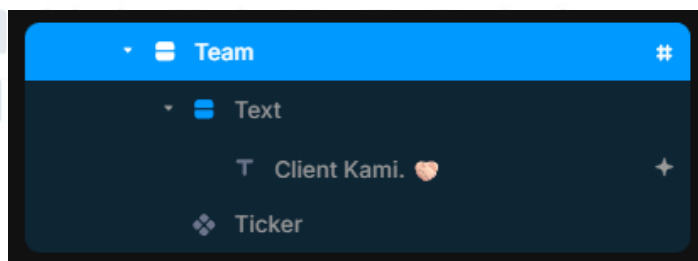 Team #
Text
T Client Kami. 🤝🏻
Ticker